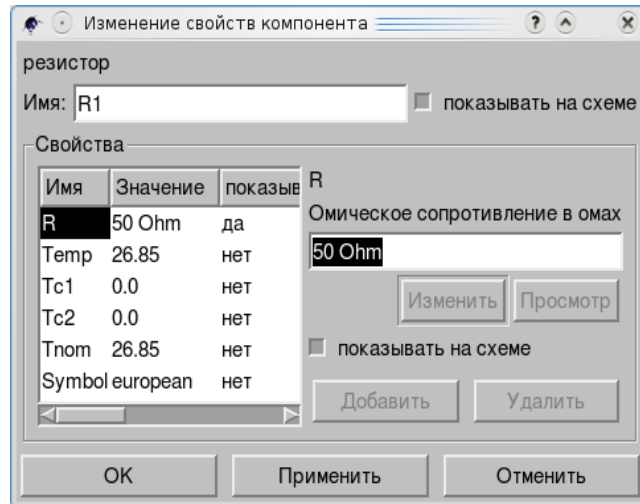 Изменение свойств компонента
резистор
Имя: R1 показывать на схеме
Свойства
Имя Значение показыв
R 50 Ohm да
Temp 26.85 нет
Tc1 0.0 нет
Tc2 0.0 нет
Tnom 26.85 нет
Symbol european нет
R
Омическое сопротивление в омах
50 Ohm
Изменить Просмотр
показывать на схеме
Добавить Удалить
OK Применить Отменить